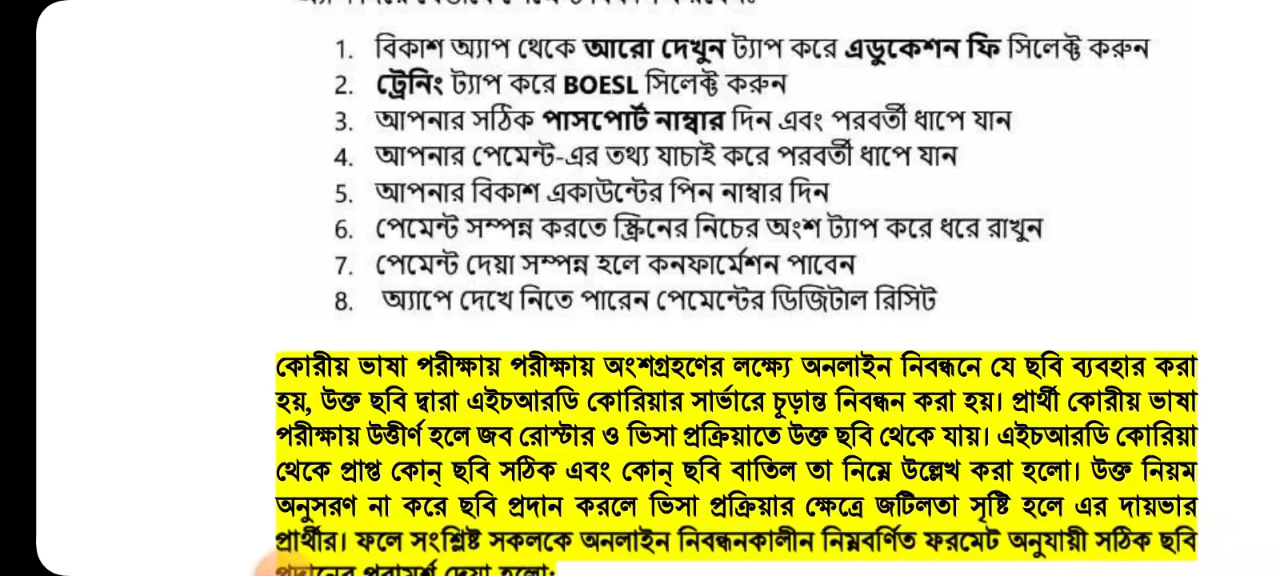 1. বিকাশ অ্যাপ থেকে আরো দেখুন ট্যাপ করে এডুকেশন ফি সিলেক্ট করুন
2. ট্রেনিং ট্যাপ করে BOESL সিলেক্ট করুন
3. আপনার সঠিক পাসপোর্ট নাম্বার দিন এবং পরবর্তী ধাপে যান
4. আপনার পেমেন্ট-এর তথ্য যাচাই করে পরবর্তী ধাপে যান
5. আপনার বিকাশ একাউন্টের পিন নাম্বার দিন
6. পেমেন্ট সম্পন্ন করতে স্ক্রিনের নিচের অংশ ট্যাপ করে ধরে রাখুন
7. পেমেন্ট দেয়া সম্পন্ন হলে কনফার্মেশন পাবেন
8. অ্যাপে দেখে নিতে পারেন পেমেন্টের ডিজিটাল রিসিট
কোরীয় ভাষা পরীক্ষায় পরীক্ষায় অংশগ্রহণের লক্ষ্যে অনলাইন নিবন্ধনে যে ছবি ব্যবহার করা
হয়, উক্ত ছবি দ্বারা এইচআরডি কোরিয়ার সার্ভারে চূড়ান্ত নিবন্ধন করা হয়। প্রার্থী কোরীয় ভাষা
পরীক্ষায় উত্তীর্ণ হলে জব রোস্টার ও ভিসা প্রক্রিয়াতে উক্ত ছবি থেকে যায়। এইচআরডি কোরিয়া
থেকে প্রাপ্ত কোন্ ছবি সঠিক এবং কোন্ ছবি বাতিল তা নিম্নে উল্লেখ করা হলো। উক্ত নিয়ম
অনুসরণ না করে ছবি প্রদান করলে ভিসা প্রক্রিয়ার ক্ষেত্রে জটিলতা সৃষ্টি হলে এর দায়ভার
প্রার্থীর। ফলে সংশ্লিষ্ট সকলকে অনলাইন নিবন্ধনকালীন নিম্নবর্ণিত ফরমেট অনুযায়ী সঠিক ছবি
প্রদানের পরামর্শ দেয়া হলো: